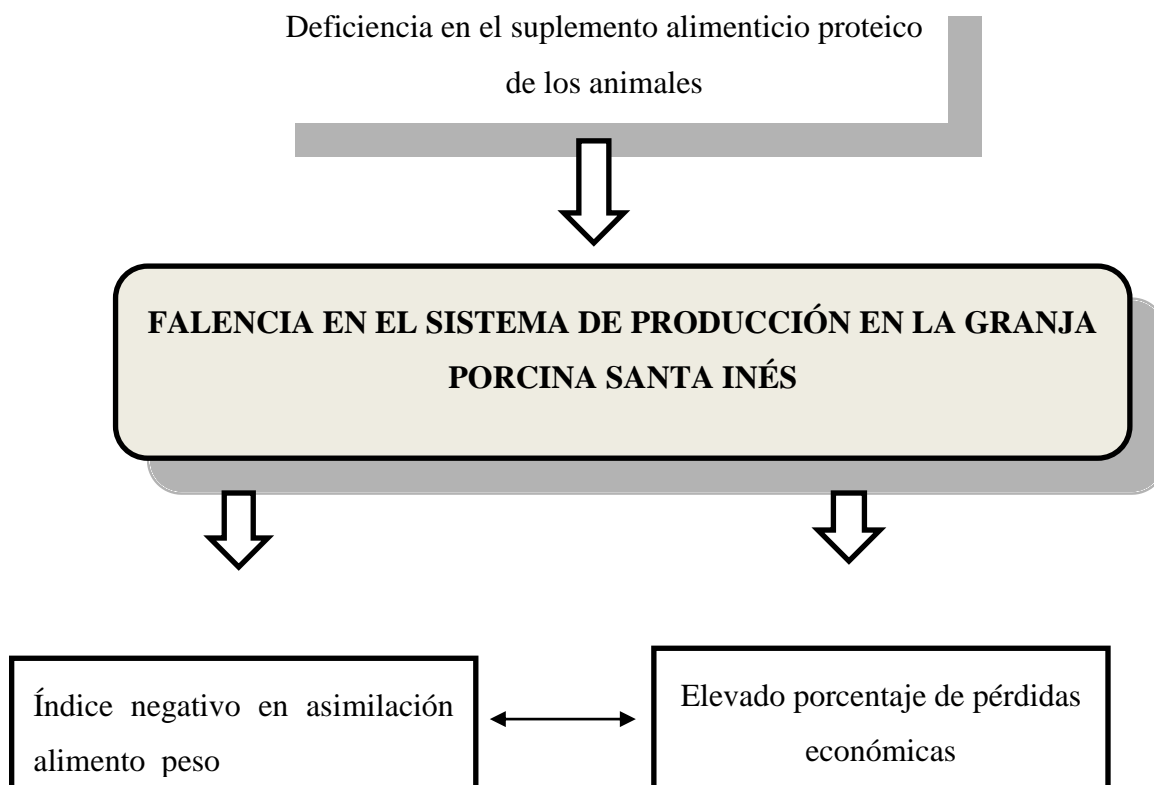 Deficiencia en el suplemento alimenticio proteico
de los animales
FALENCIA EN EL SISTEMA DE PRODUCCIÓN EN LA GRANJA
PORCINA SANTA INÉS
Índice negativo en asimilación
alimento peso
Elevado porcentaje de pérdidas
económicas